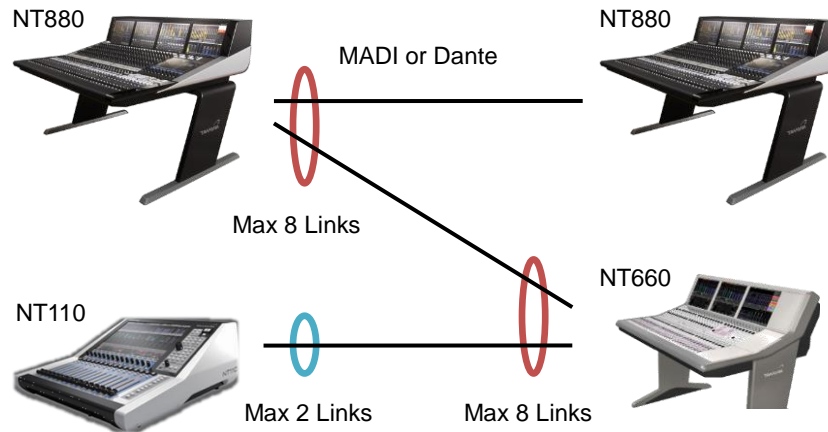 NT880
NT880
MADI or Dante
Max 8 Links
NT660
NT110
Max 2 Links
Max 8 Links